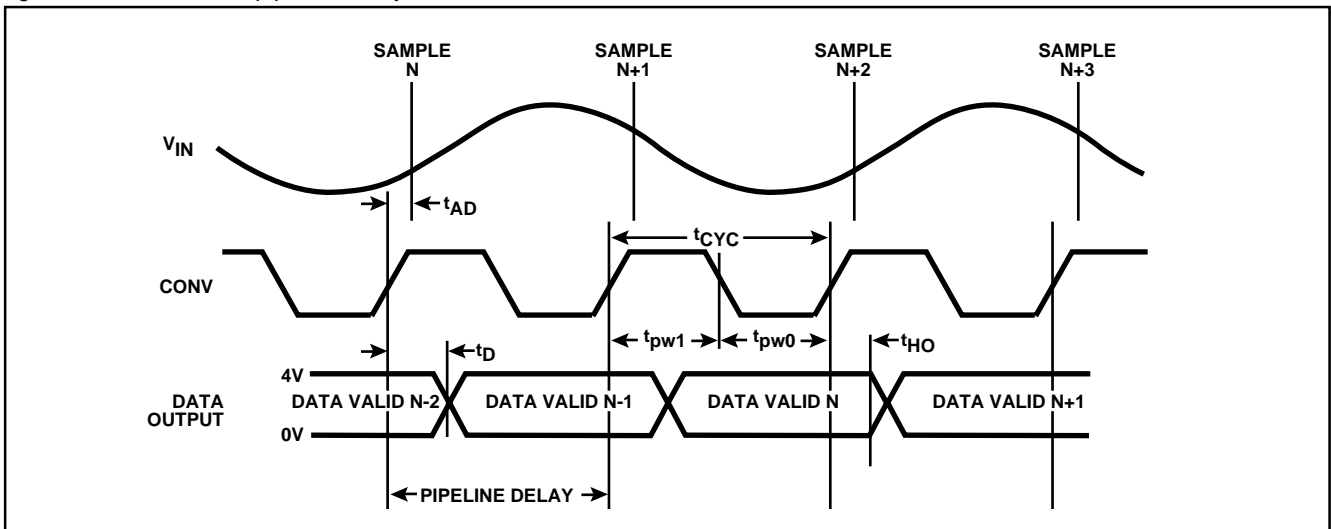 SAMPLE
N
SAMPLE
N+1
SAMPLE
N+2
SAMPLE
N+3
VIN
tAD
tCYC
CONV
tpw1
tpw0
tHO
tD
4V
DATA
OUTPUT
DATA VALID N-2
DATA VALID N-1
DATA VALID N
DATA VALID N+1
0V
PIPELINE DELAY